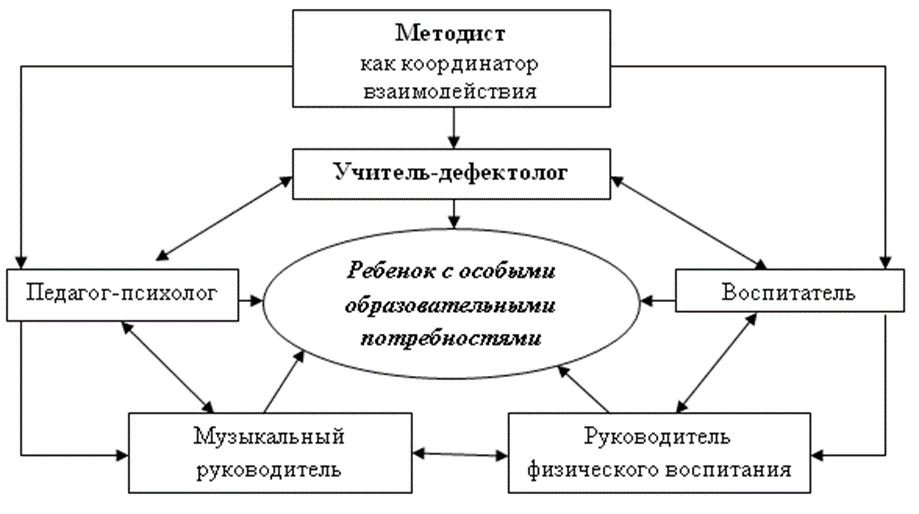 Методист
как координатор
взаимодействия
Учитель-дефектолог
Ребенок с особыми
образовательными
потребностями
Педагог-психолог
Воспитатель
Музыкальный
руководитель
Руководитель
физического воспитания